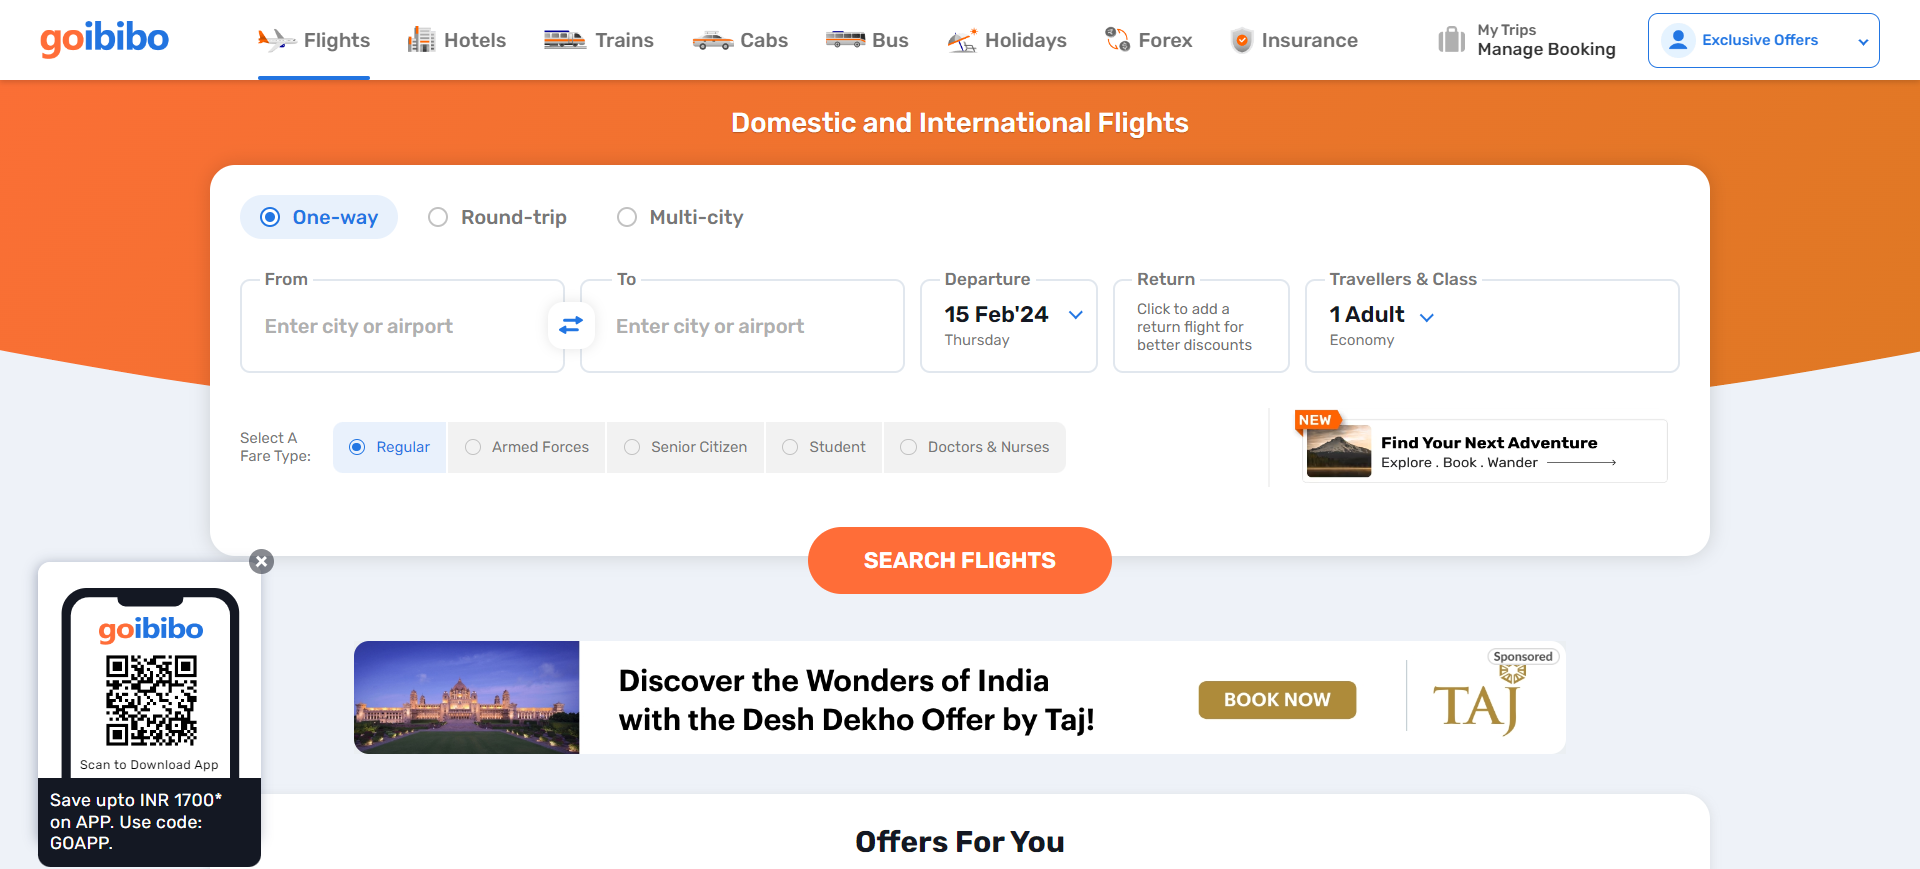 goibibo
Flights
Hotels
Trains
Cabs
Bus
Holidays
Forex
Insurance
My Trips
Manage Booking
Exclusive Offers
Domestic and International Flights
One-way
Round-trip
Multi-city
From
Enter city or airport
To
Enter city or airport
Departure
15 Feb'24
Thursday
Return
Click to add a
return flight for
better discounts
Travellers & Class
1 Adult
Economy
Select A
Fare Type:
Regular
Armed Forces
Senior Citizen
Student
Doctors & Nurses
NEW
Find Your Next Adventure
Explore . Book . Wander
SEARCH FLIGHTS
goibibo
Scan to Download App
Save upto INR 1700*
on APP. Use code:
GOAPP.
Discover the Wonders of India
with the Desh Dekho Offer by Taj!
BOOK NOW
Sponsored
TAJ
Offers For You